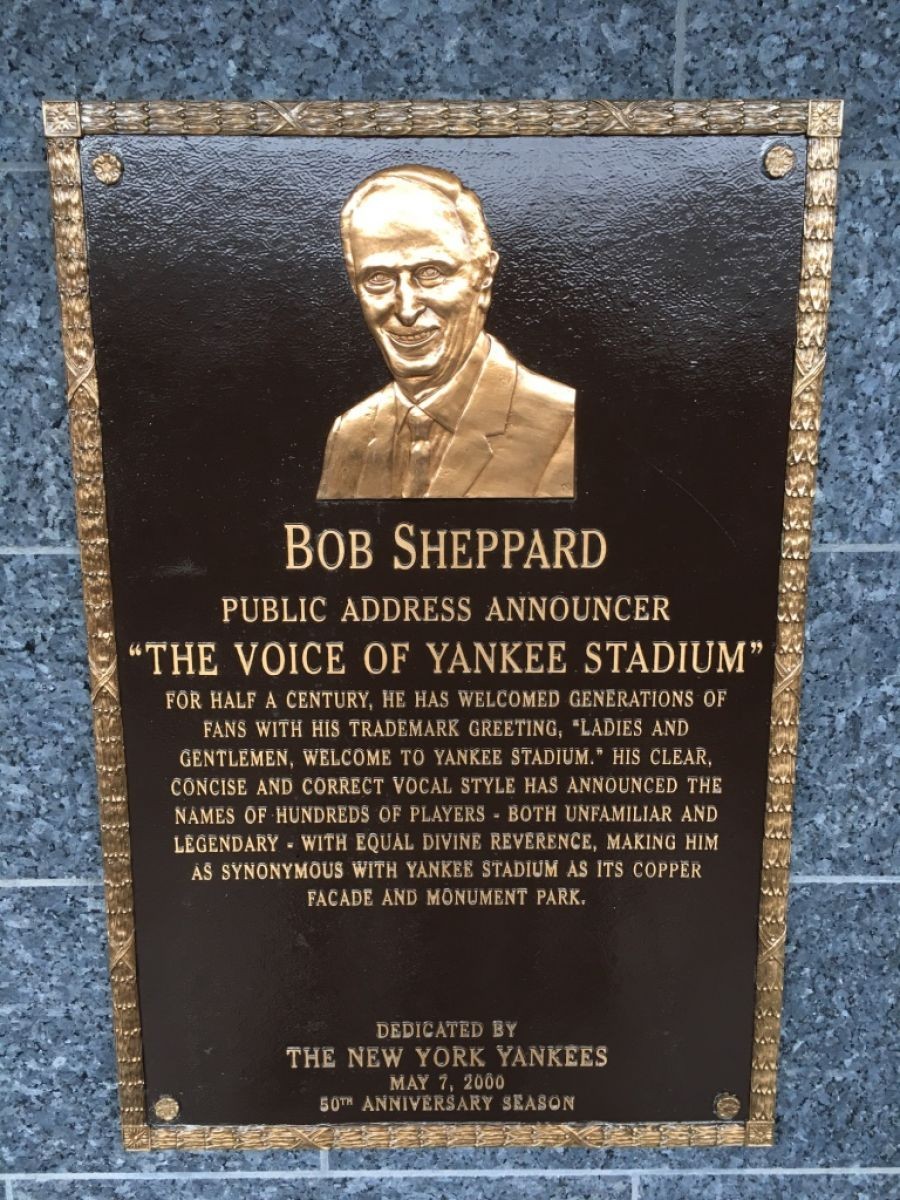 BOB SHEPPARD
PUBLIC ADDRESS ANNOUNCER
"THE VOICE OF YANKEE STADIUM"
FOR HALF A CENTURY, HE HAS WELCOMED GENERATIONS OF
FANS WITH HIS TRADEMARK GREETING, "LADIES AND
GENTLEMEN, WELCOME TO YANKEE STADIUM." HIS CLEAR,
CONCISE AND CORRECT VOCAL STYLE HAS ANNOUNCED THE
NAMES OF HUNDREDS OF PLAYERS - BOTH UNFAMILIAR AND
LEGENDARY - WITH EQUAL DIVINE REVERENCE, MAKING HIM
AS SYNONYMOUS WITH YANKEE STADIUM AS ITS COPPER
FACADE AND MONUMENT PARK.
DEDICATED BY
THE NEW YORK YANKEES
MAY 7, 2000
50TH ANNIVERSARY SEASON